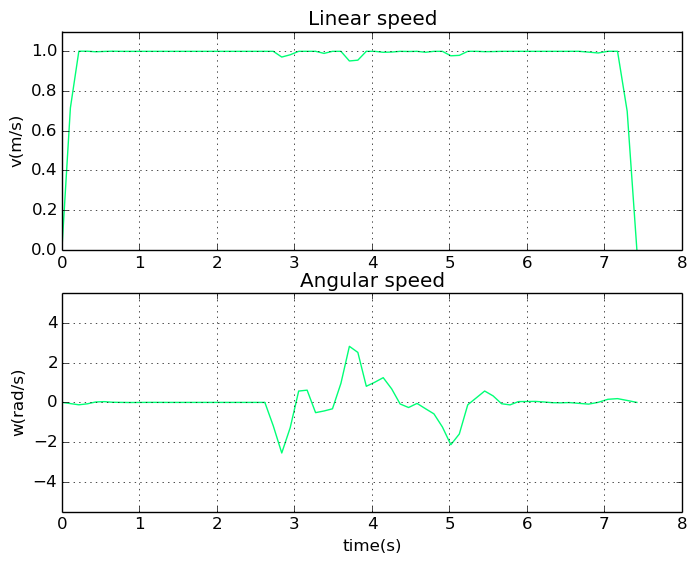 Linear speed
1.0
0.8
0.6
0.4
0.2
0.0
v(m/s)
0 1 2 3 4 5 6 7 8
Angular speed
4
2
0
−2
−4
w(rad/s)
0 1 2 3 4 5 6 7 8
time(s)